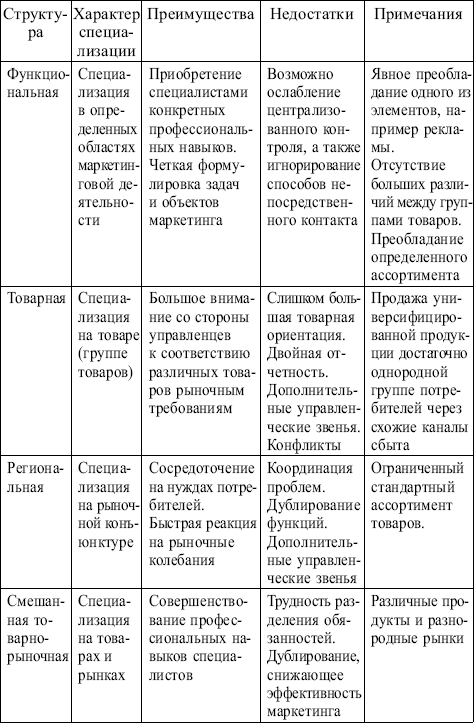 Структу-
ра
Характер
специа-
лизации
Преимущества
Недостатки
Примечания
Функцио-
нальная
Специа-
лизация
в опре-
деленных
областях
маркетин-
говой де-
ятельно-
сти
Приобретение
специалистами
конкретных
профессиональ-
ных навыков.
Четкая форму-
лировка задач
и объектов
маркетинга
Возможно
ослабление
централизо-
ванного кон-
троля, а также
игнорирование
способов не-
посредствен-
ного контакта
Явное преобла-
дание одного из
элементов, на-
пример рекла-
мы.
Отсутствие
больших разли-
чий между груп-
пами товаров.
Преобладание
определенного
ассортимента
Товарная
Специа-
лизация
на товаре
(группе
товаров)
Большое внима-
ние со стороны
управленцев
к соответствию
различных това-
ров рыночным
требованиям
Слишком боль-
шая товарная
ориентация.
Двойная от-
четность.
Дополнитель-
ные управлен-
ческие звенья.
Конфликты
Продажа уни-
версифициро-
ванной продук-
ции достаточно
однородной
группе потре-
бителей через
схожие каналы
сбыта
Региона-
льная
Специа-
лизация
на рыноч-
ной конъ-
юнктуре
Сосредоточение
на нуждах потре-
бителей.
Быстрая реакция
на рыночные
колебания
Координация
проблем.
Дублирование
функций.
Дополнитель-
ные управлен-
ческие звенья
Ограниченный
стандартный
ассортимент
товаров.
Смешан-
ная то-
варно-
рыночная
Специа-
лизация
на това-
рах и
рынках
Совершенство-
вание профес-
сиональных на-
выков специа-
листов
Трудность раз-
деления обя-
занностей.
Дублирование,
снижающее
эффективность
маркетинга
Различные про-
дукты и разно-
родные рынки